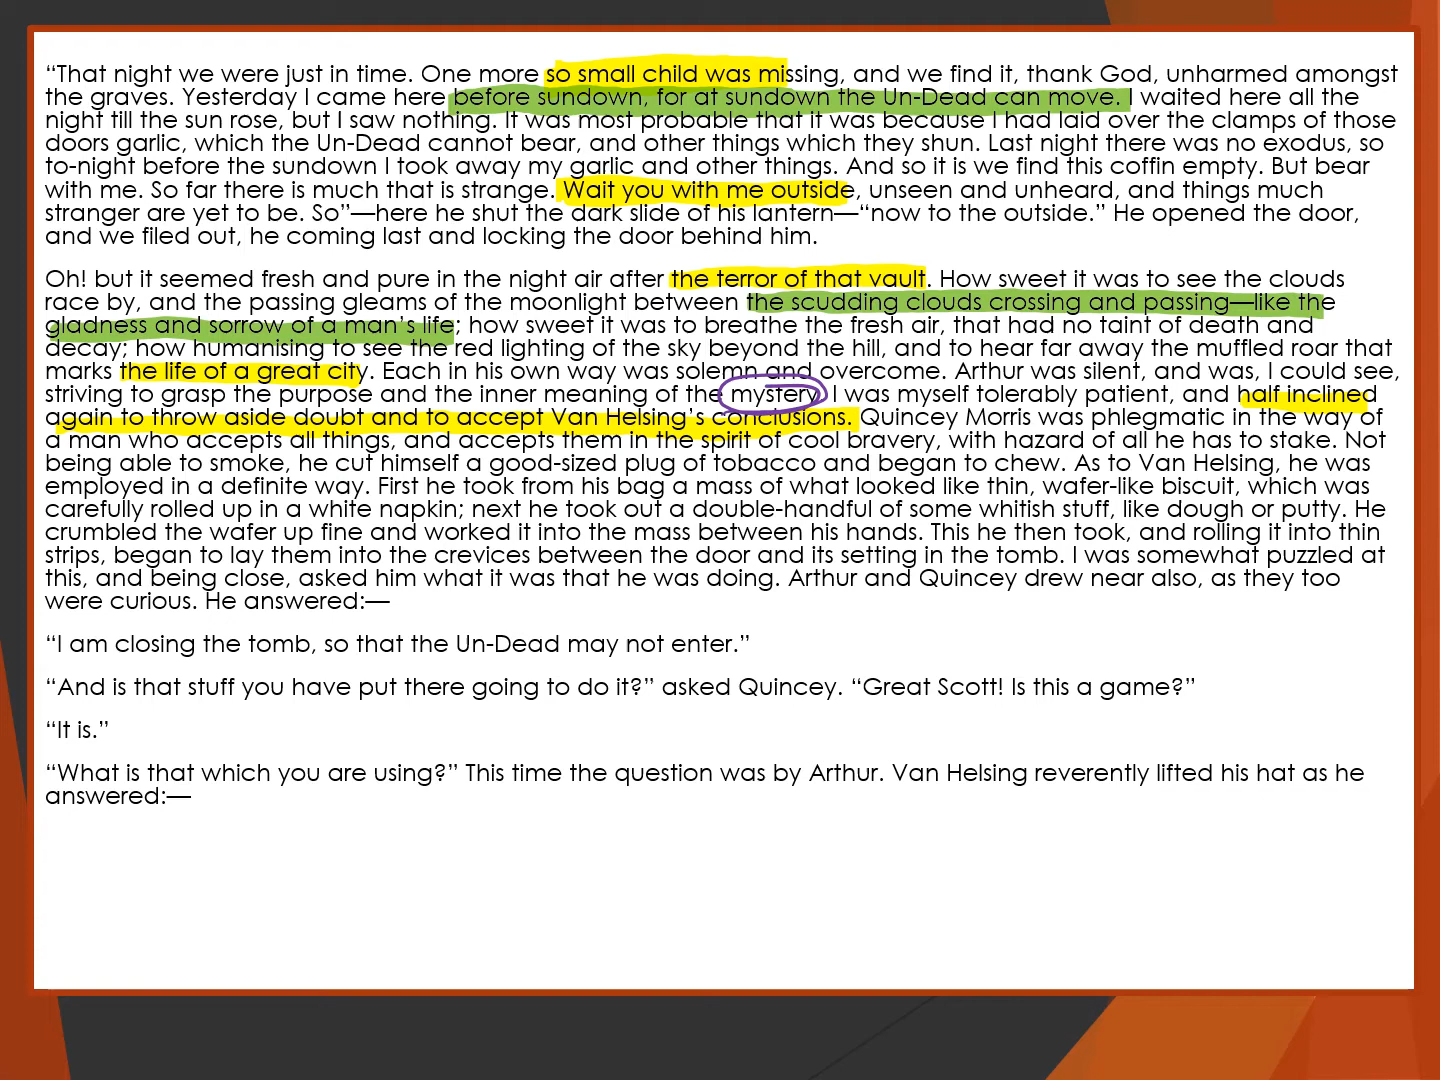 “That night we were just in time. One more so small child was missing, and we find it, thank God, unharmed amongst
the graves. Yesterday I came here before sundown, for at sundown the Un-Dead can move. I waited here all the
night till the sun rose, but I saw nothing. It was most probable that it was because I had laid over the clamps of those
doors garlic, which the Un-Dead cannot bear, and other things which they shun. Last night there was no exodus, so
to-night before the sundown I took away my garlic and other things. And so it is we find this coffin empty. But bear
with me. So far there is much that is strange. Wait you with me outside, unseen and unheard, and things much
stranger are yet to be. So”—here he shut the dark slide of his lantern—“now to the outside.” He opened the door,
and we filed out, he coming last and locking the door behind him.
Oh! but it seemed fresh and pure in the night air after the terror of that vault. How sweet it was to see the clouds
race by, and the passing gleams of the moonlight between the scudding clouds crossing and passing—like the
gladness and sorrow of a man’s life; how sweet it was to breathe the fresh air, that had no taint of death and
decay; how humanising to see the red lighting of the sky beyond the hill, and to hear far away the muffled roar that
marks the life of a great city. Each in his own way was solemn and overcome. Arthur was silent, and was, I could see,
striving to grasp the purpose and the inner meaning of the mystery. I was myself tolerably patient, and half inclined
again to throw aside doubt and to accept Van Helsing’s conclusions. Quincey Morris was phlegmatic in the way of
a man who accepts all things, and accepts them in the spirit of cool bravery, with hazard of all he has to stake. Not
being able to smoke, he cut himself a good-sized plug of tobacco and began to chew. As to Van Helsing, he was
employed in a definite way. First he took from his bag a mass of what looked like thin, wafer-like biscuit, which was
carefully rolled up in a white napkin; next he took out a double-handful of some whitish stuff, like dough or putty. He
crumbled the wafer up fine and worked it into the mass between his hands. This he then took, and rolling it into thin
strips, began to lay them into the crevices between the door and its setting in the tomb. I was somewhat puzzled at
this, and being close, asked him what it was that he was doing. Arthur and Quincey drew near also, as they too
were curious. He answered:—
“I am closing the tomb, so that the Un-Dead may not enter.”
“And is that stuff you have put there going to do it?” asked Quincey. “Great Scott! Is this a game?”
“It is.”
“What is that which you are using?” This time the question was by Arthur. Van Helsing reverently lifted his hat as he
answered:—